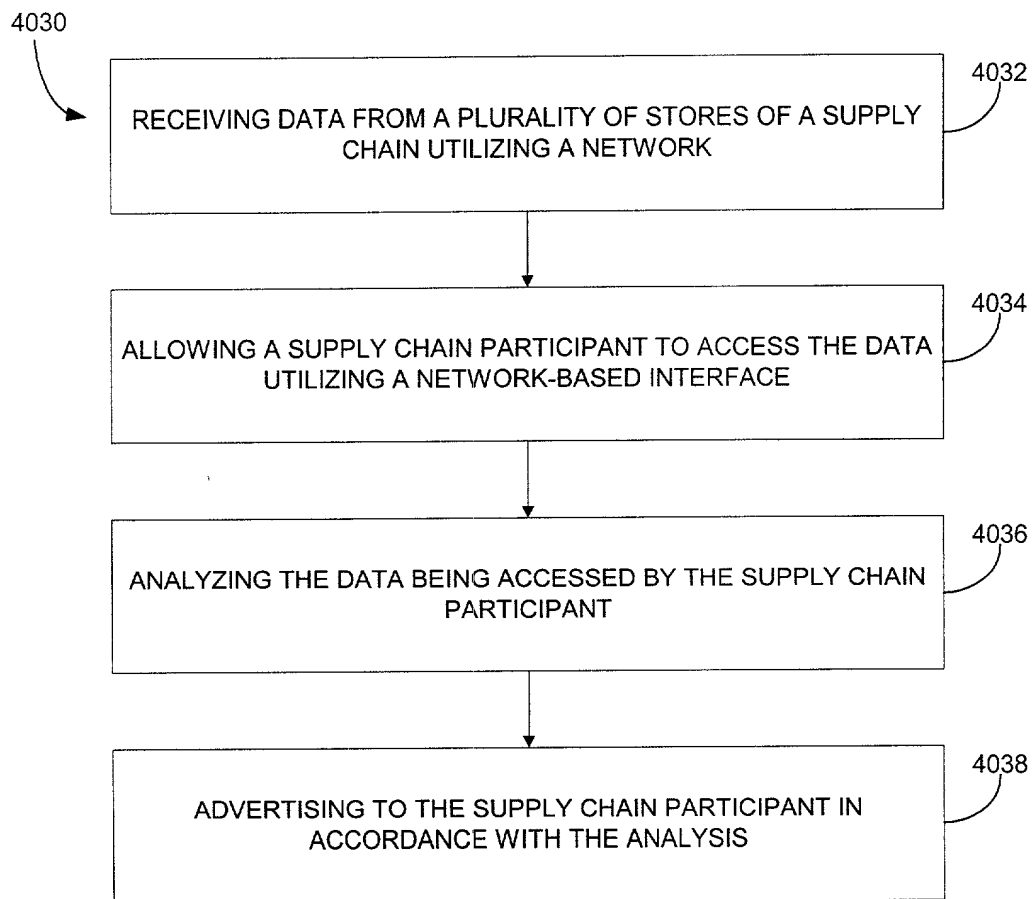 4030
4032
RECEIVING DATA FROM A PLURALITY OF STORES OF A SUPPLY
CHAIN UTILIZING A NETWORK
4034
ALLOWING A SUPPLY CHAIN PARTICIPANT TO ACCESS THE DATA
UTILIZING A NETWORK-BASED INTERFACE
4036
ANALYZING THE DATA BEING ACCESSED BY THE SUPPLY CHAIN
PARTICIPANT
4038
ADVERTISING TO THE SUPPLY CHAIN PARTICIPANT IN
ACCORDANCE WITH THE ANALYSIS